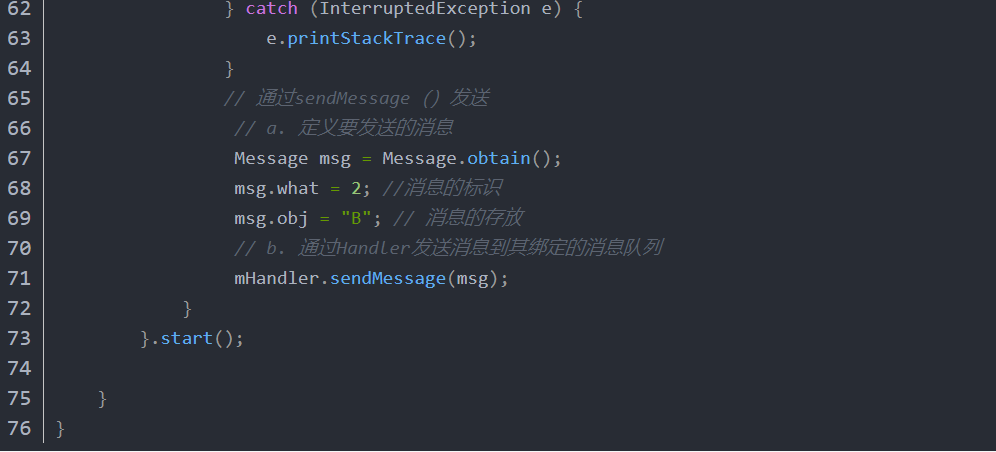 62 } catch (InterruptedException e) {
63 e.printStackTrace();
64 }
65 // 通过sendMessage（）发送
66 // a. 定义要发送的消息
67 Message msg = Message.obtain();
68 msg.what = 2; //消息的标识
69 msg.obj = "B"; // 消息的存放
70 // b. 通过Handler发送消息到其绑定的消息队列
71 mHandler.sendMessage(msg);
72 }
73 }.start();
74
75 }
76 }